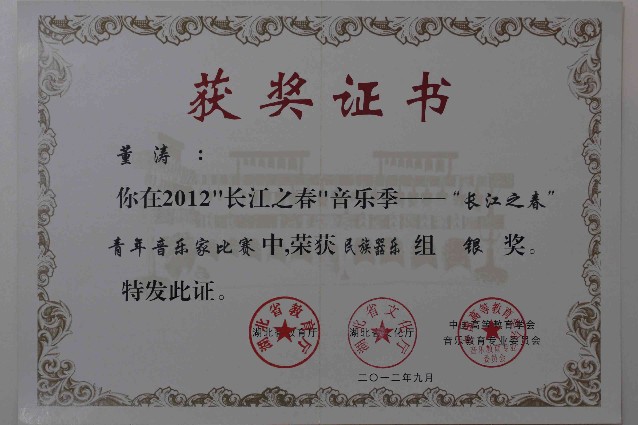 获奖证书
董涛：
你在2012"长江之春"音乐季——“长江之春”
青年音乐家比赛中,荣获民族器乐组银奖。
特发此证。
湖北省教育厅 湖北省文化厅 中国高等教育学会
音乐教育专业委员会
二〇一二年九月